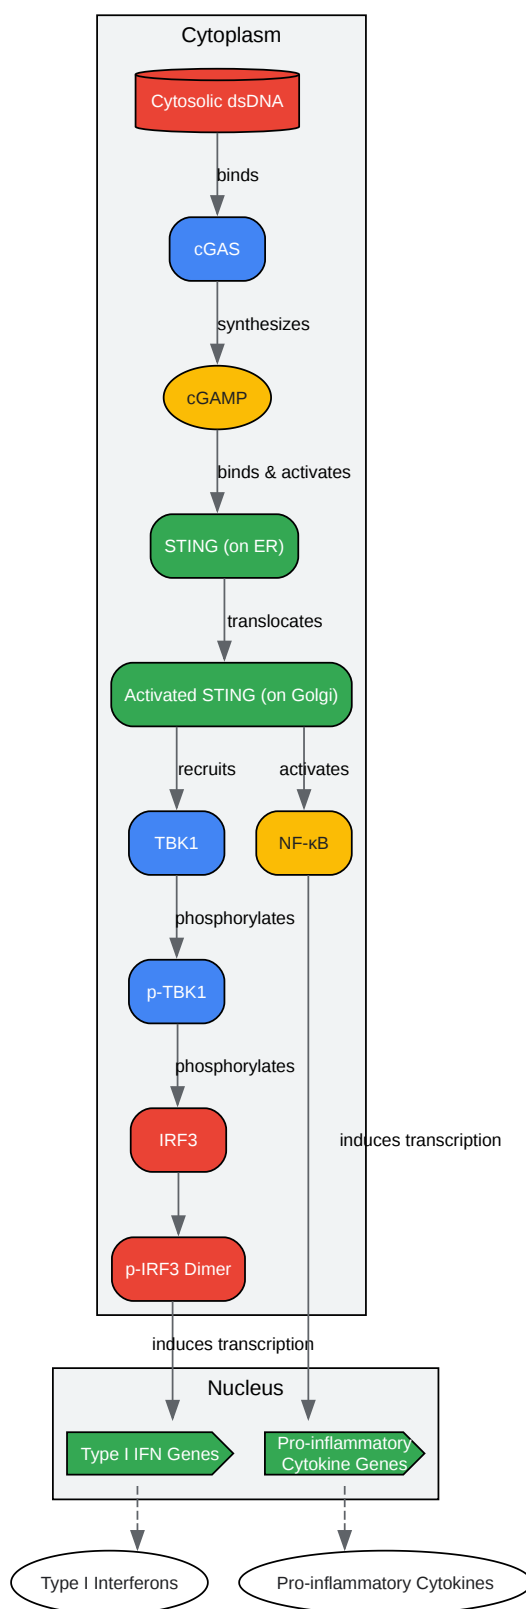 Cytoplasm
Cytosolic dsDNA
binds
cGAS
synthesizes
cGAMP
binds & activates
STING (on ER)
translocates
Activated STING (on Golgi)
recruits
activates
TBK1
NF-κB
phosphorylates
p-TBK1
phosphorylates
IRF3
induces transcription
p-IRF3 Dimer
induces transcription
Nucleus
Type I IFN Genes
Pro-inflammatory
Cytokine Genes
Type I Interferons
Pro-inflammatory Cytokines